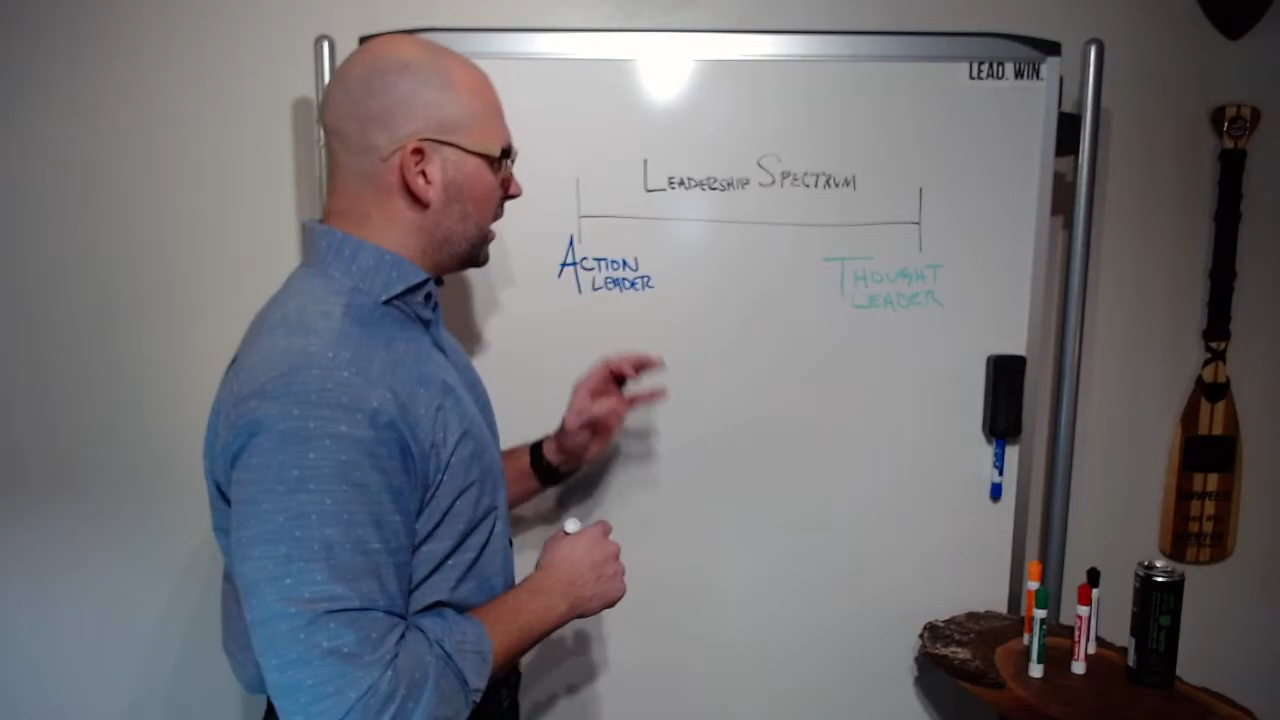 LEAD. WIN.
LEADERSHIP SPECTRUM
ACTION
LEADER
THOUGHT
LEADER